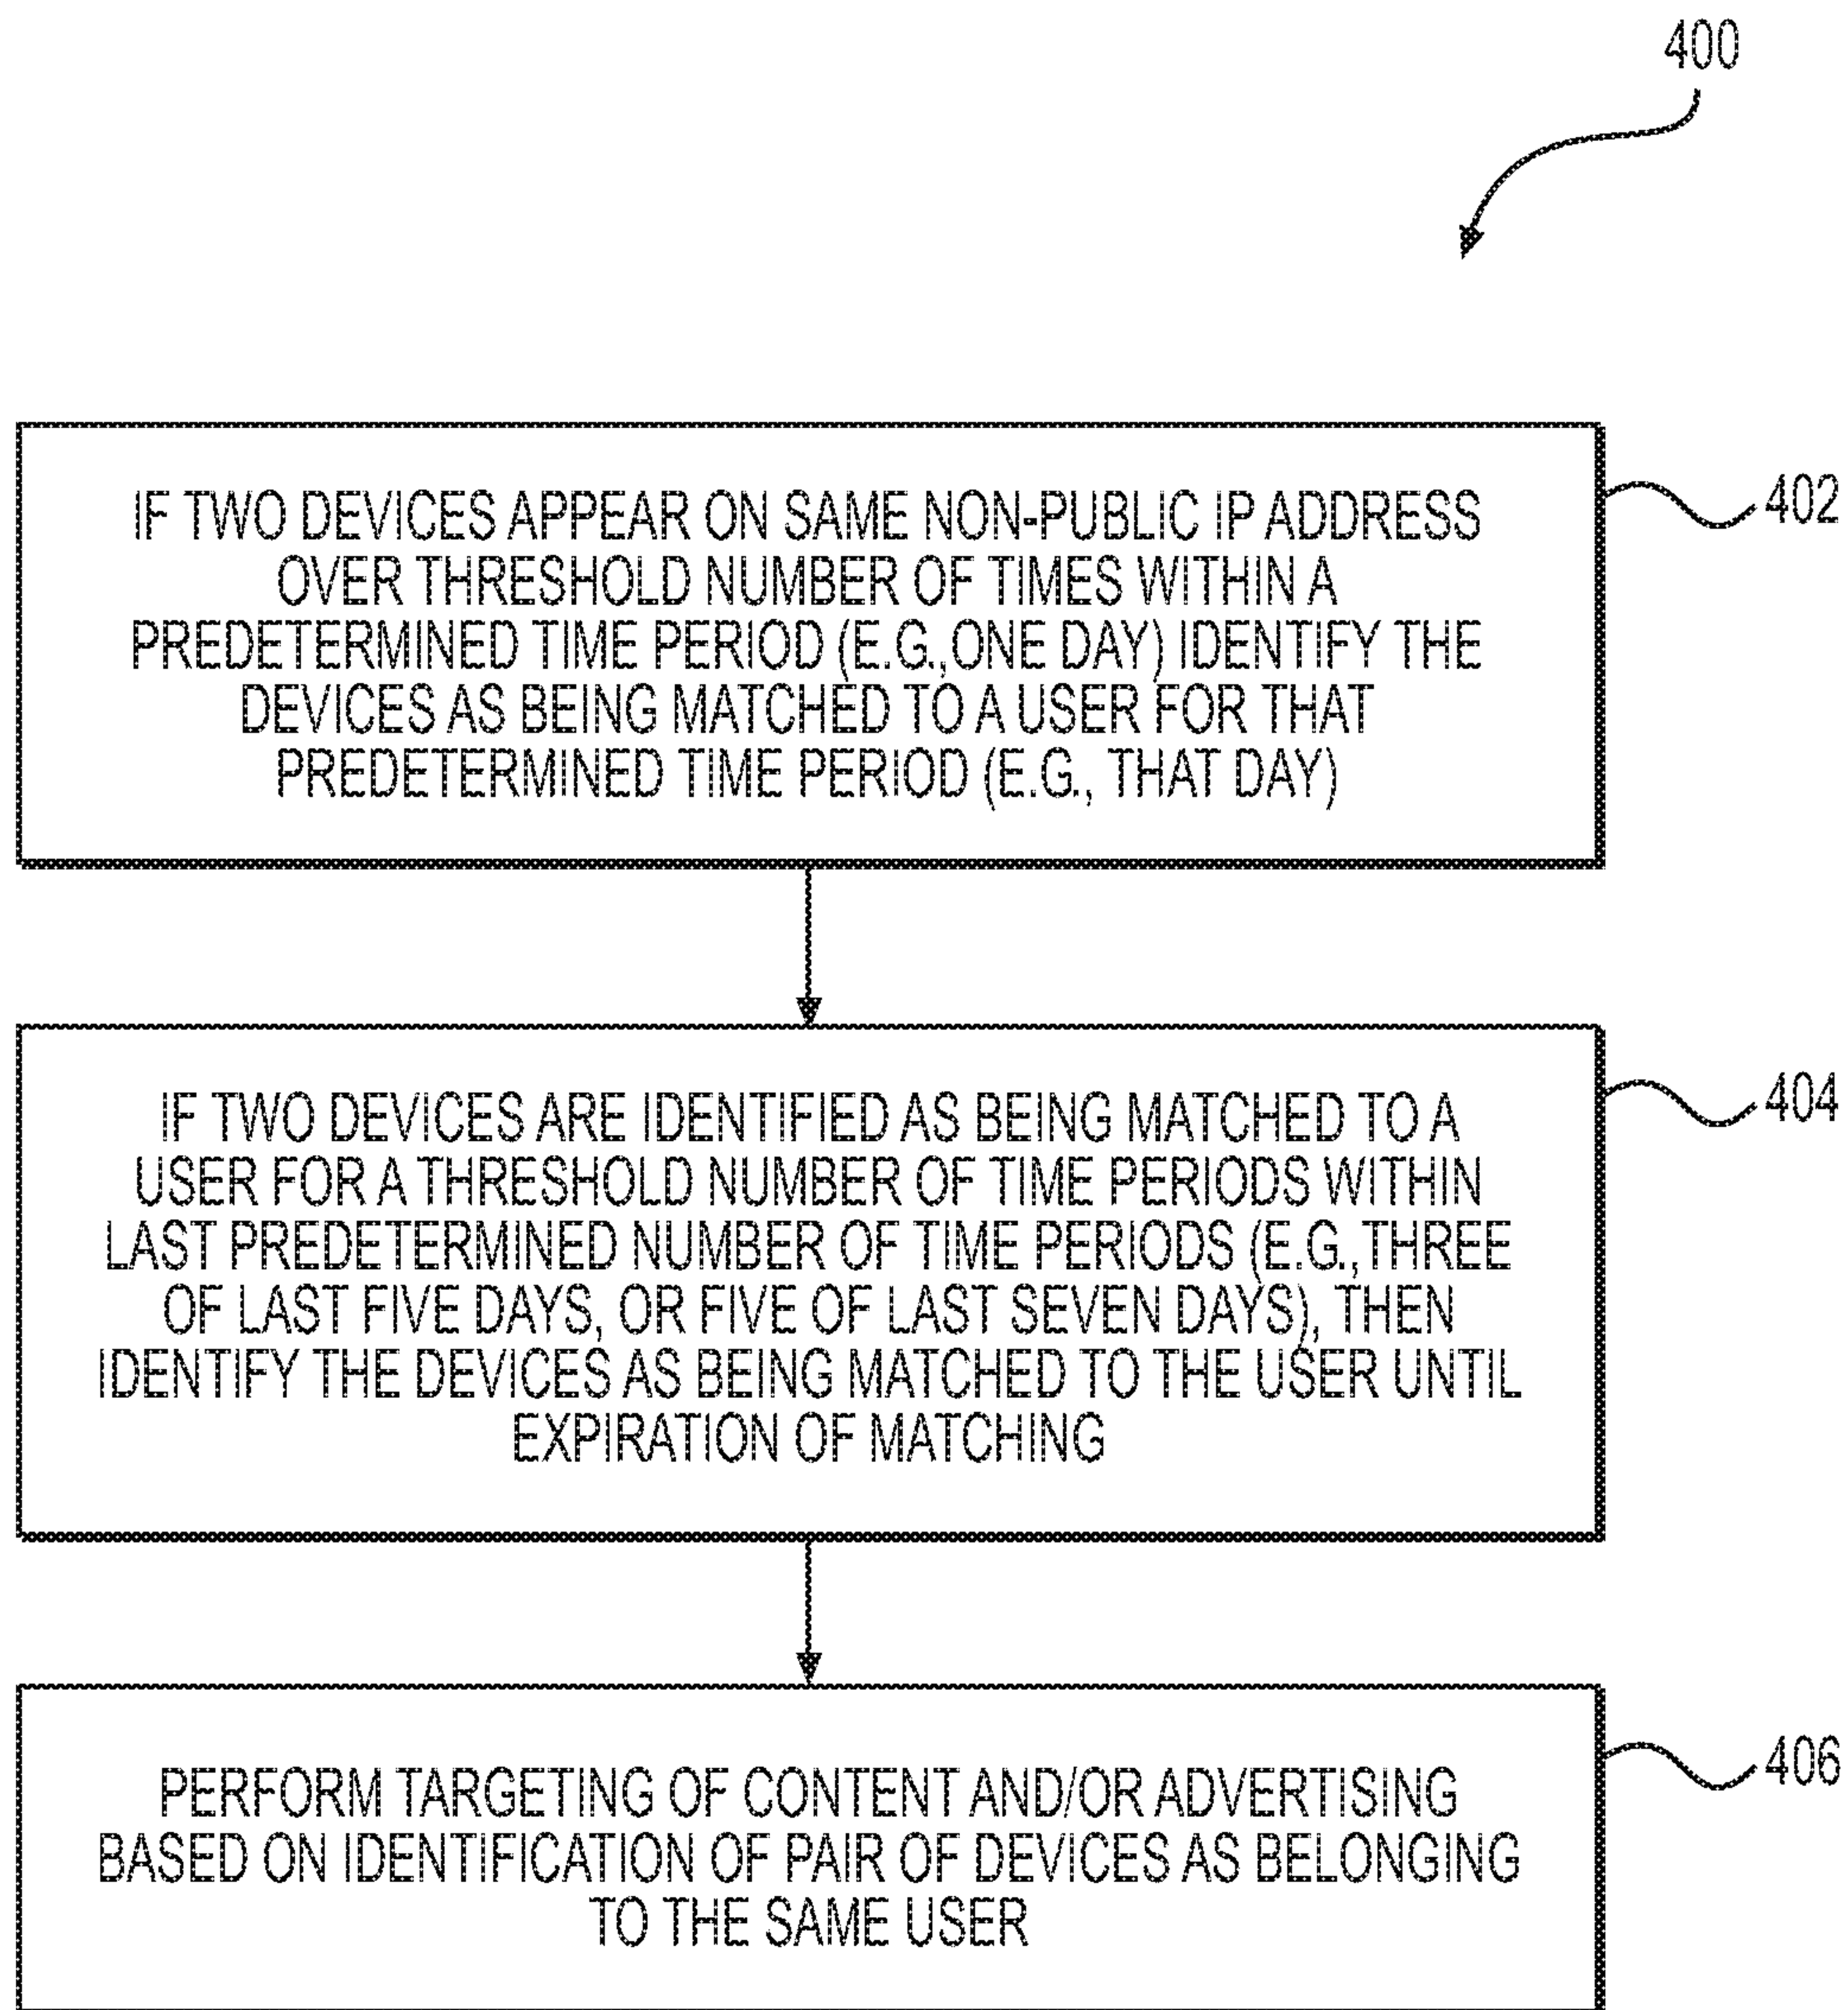 400
IF TWO DEVICES APPEAR ON SAME NON-PUBLIC IP ADDRESS
OVER THRESHOLD NUMBER OF TIMES WITHIN A
PREDETERMINED TIME PERIOD (E.G.,ONE DAY) IDENTIFY THE
DEVICES AS BEING MATCHED TO A USER FOR THAT
PREDETERMINED TIME PERIOD (E.G., THAT DAY)
402
IF TWO DEVICES ARE IDENTIFIED AS BEING MATCHED TO A
USER FOR A THRESHOLD NUMBER OF TIME PERIODS WITHIN
LAST PREDETERMINED NUMBER OF TIME PERIODS (E.G.,THREE
OF LAST FIVE DAYS, OR FIVE OF LAST SEVEN DAYS), THEN
IDENTIFY THE DEVICES AS BEING MATCHED TO THE USER UNTIL
EXPIRATION OF MATCHING
404
PERFORM TARGETING OF CONTENT AND/OR ADVERTISING
BASED ON IDENTIFICATION OF PAIR OF DEVICES AS BELONGING
TO THE SAME USER
406